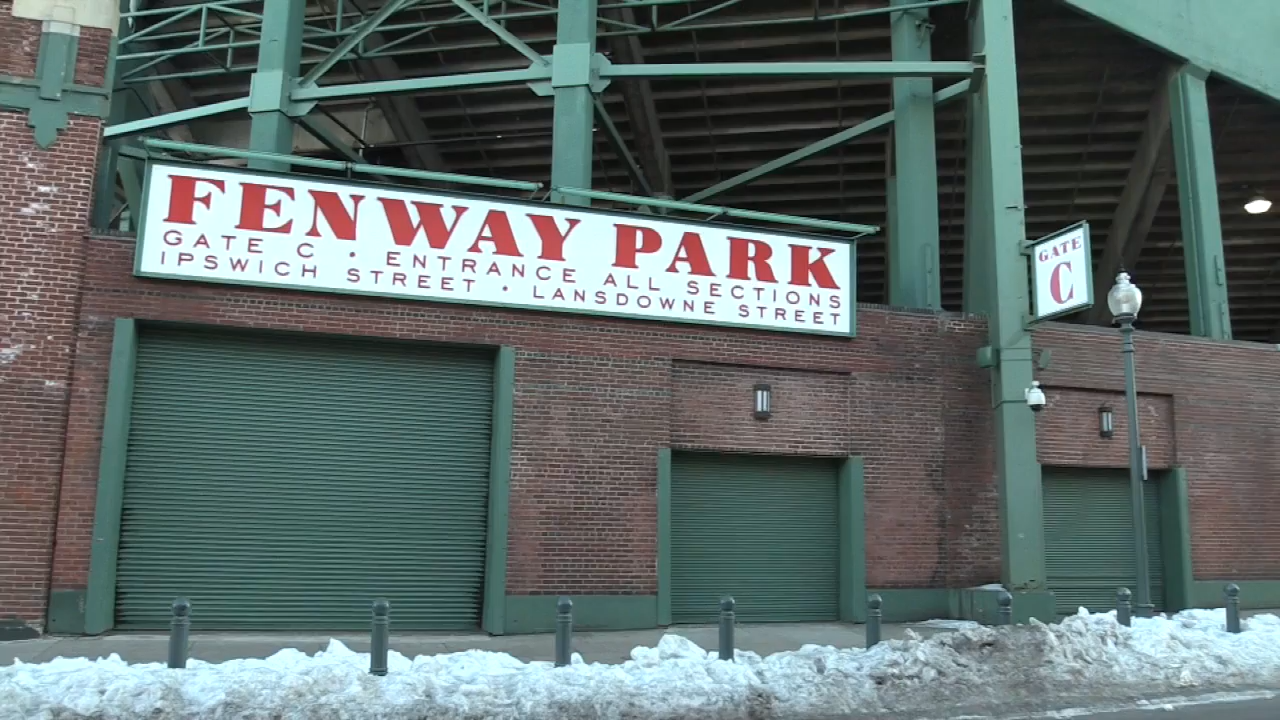 FENWAY PARK
GATE C • ENTRANCE ALL SECTIONS
IPSWICH STREET • LANSDOWNE STREET
GATE
C